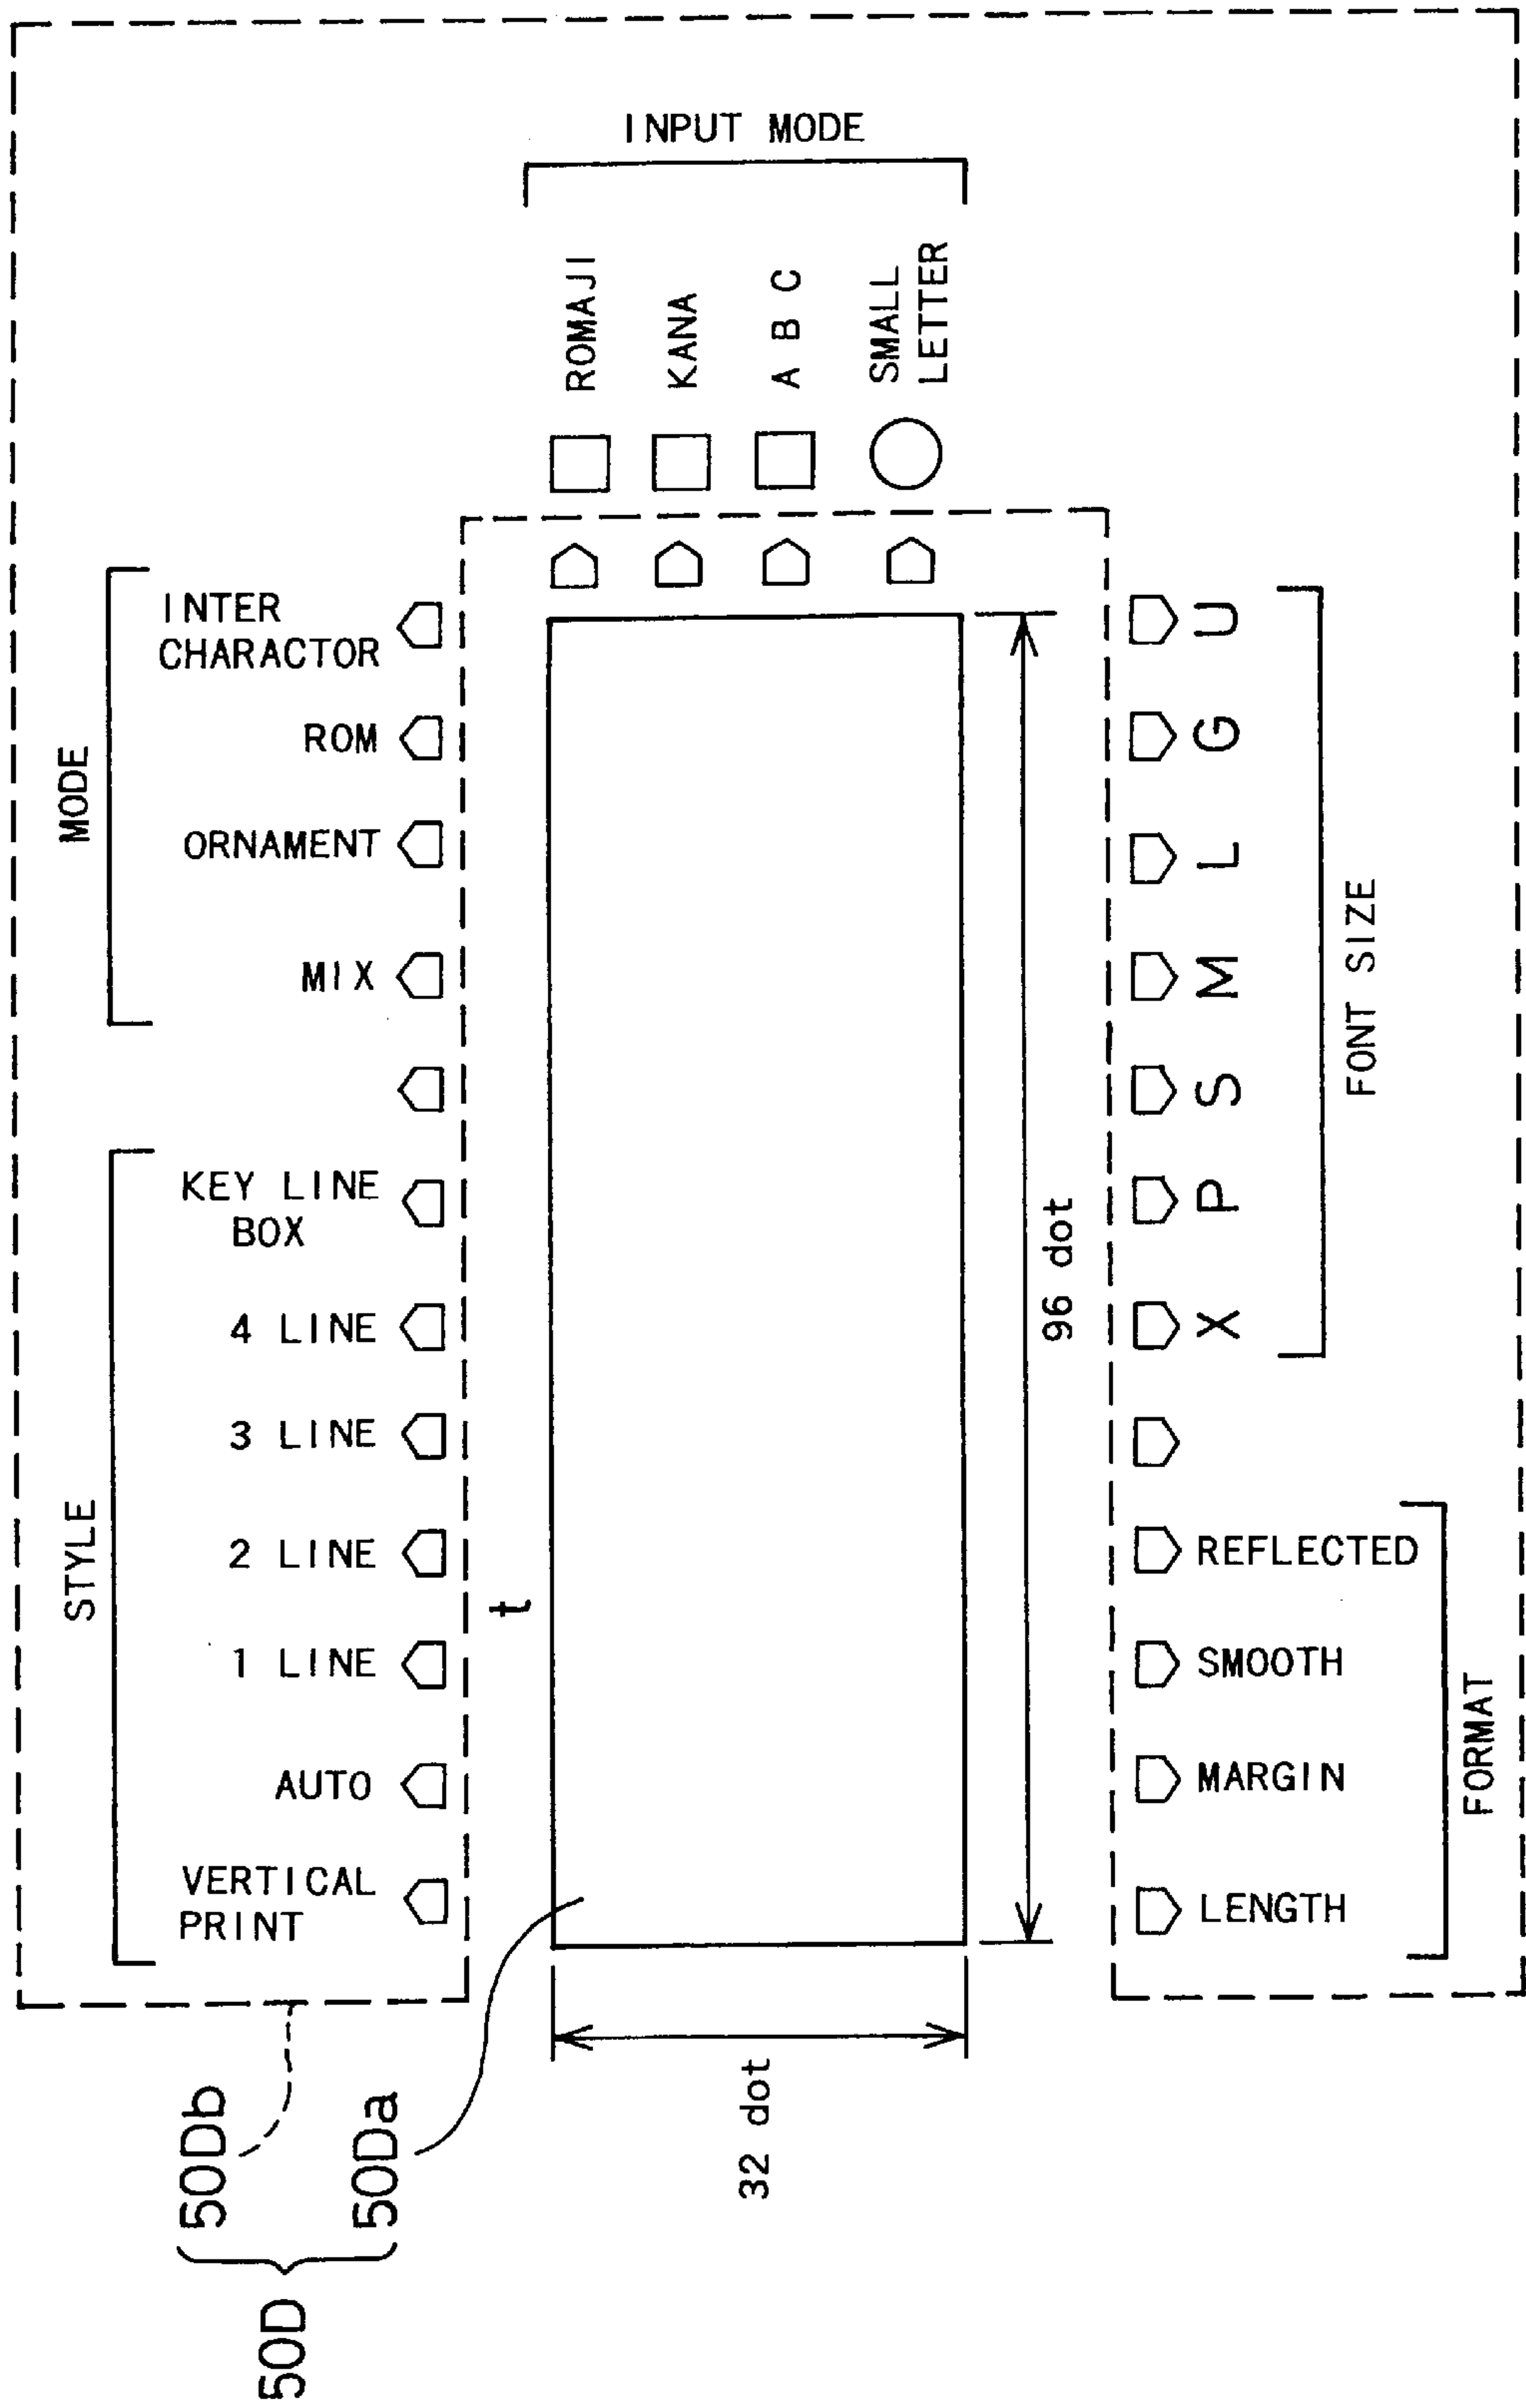 INPUT MODE
ROMAJI
KANA
A B C
SMALL
LETTER
MODE
INTER
CHARACTOR
ROM
ORNAMENT
MIX
STYLE
KEY LINE
BOX
4 LINE
3 LINE
2 LINE
1 LINE
AUTO
VERTICAL
PRINT
t
96 dot
32 dot
U
G
L
M
S
P
X
FONT SIZE
REFLECTED
SMOOTH
MARGIN
LENGTH
FORMAT
50Db
50Da
50D